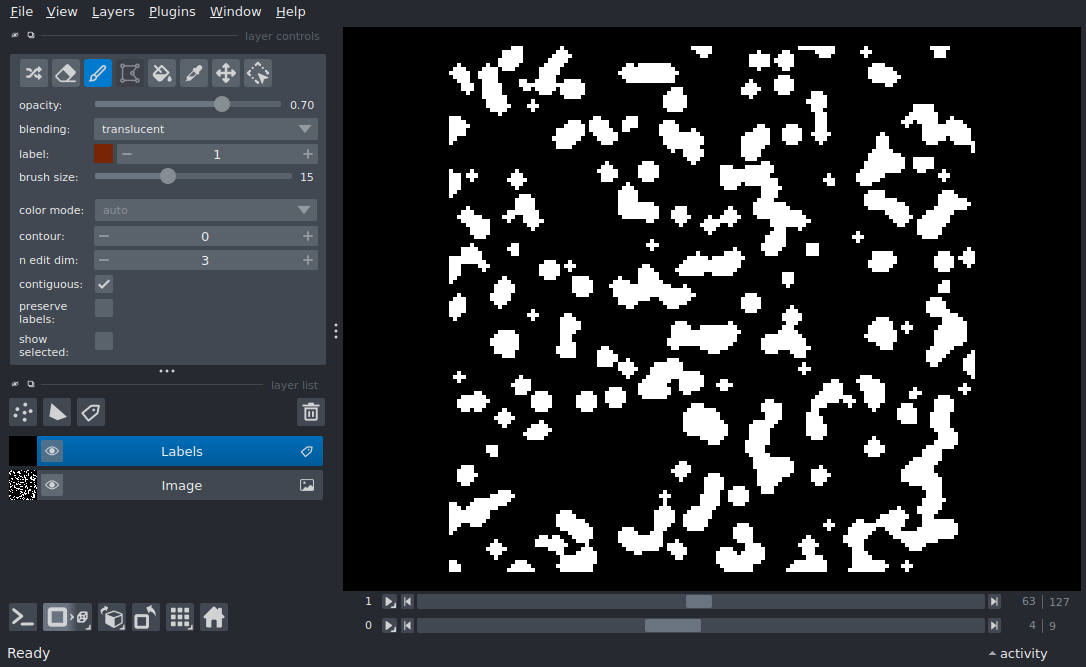 File View Layers Plugins Window Help
layer controls
opacity: 0.70
blending: translucent
label: 1
brush size: 15
color mode: auto
contour: 0
n edit dim: 3
contiguous:
preserve
labels:
show
selected:
layer list
Labels
Image
1 63 | 127
0 4 | 9
Ready
activity